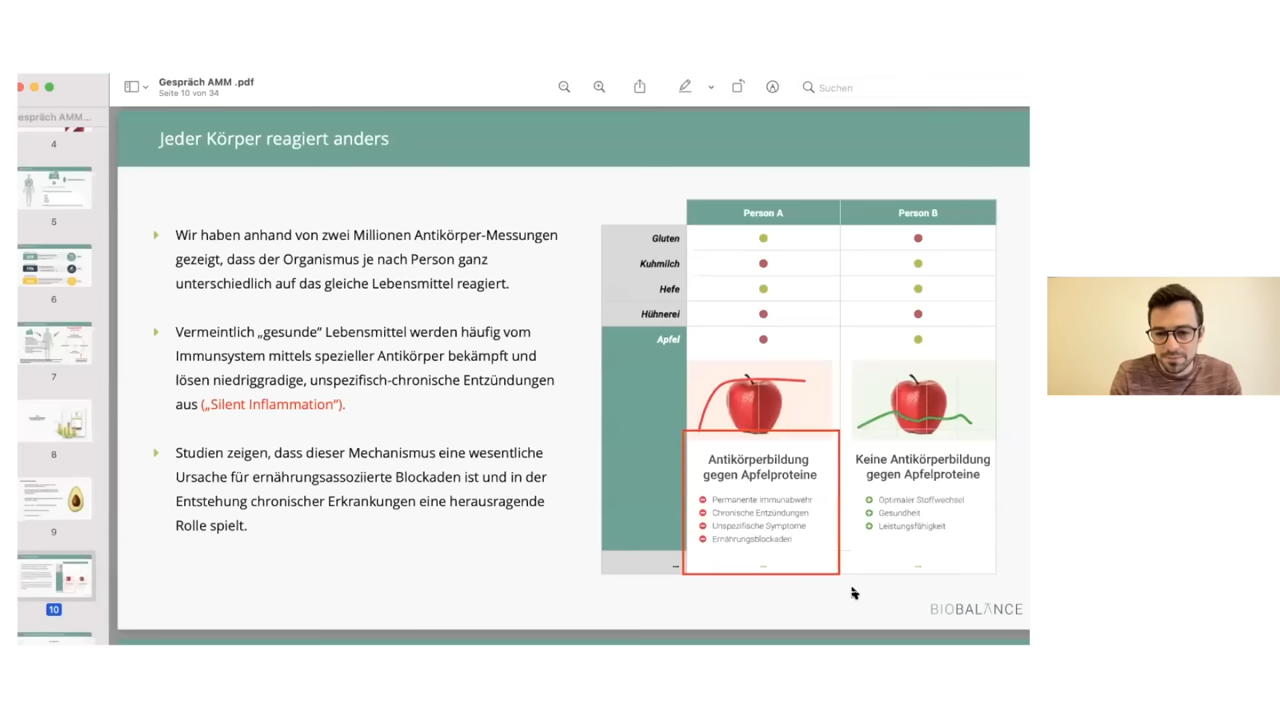 Gespräch AMM .pdf
Seite 10 von 34
Suchen
espräch AMM...
4
5
6
7
8
9
10
Jeder Körper reagiert anders
Wir haben anhand von zwei Millionen Antikörper-Messungen
gezeigt, dass der Organismus je nach Person ganz
unterschiedlich auf das gleiche Lebensmittel reagiert.
Vermeintlich „gesunde“ Lebensmittel werden häufig vom
Immunsystem mittels spezieller Antikörper bekämpft und
lösen niedriggradige, unspezifisch-chronische Entzündungen
aus („Silent Inflammation“).
Studien zeigen, dass dieser Mechanismus eine wesentliche
Ursache für ernährungsassoziierte Blockaden ist und in der
Entstehung chronischer Erkrankungen eine herausragende
Rolle spielt.
Person A Person B
Gluten
Kuhmilch
Hefe
Hühnerei
Apfel
Antikörperbildung
gegen Apfelproteine
Permanente Immunabwehr
Chronische Entzündungen
Unspezifische Symptome
Ernährungsblockaden
Keine Antikörperbildung
gegen Apfelproteine
Optimaler Stoffwechsel
Gesundheit
Leistungsfähigkeit
... ... ...
BIOBALANCE